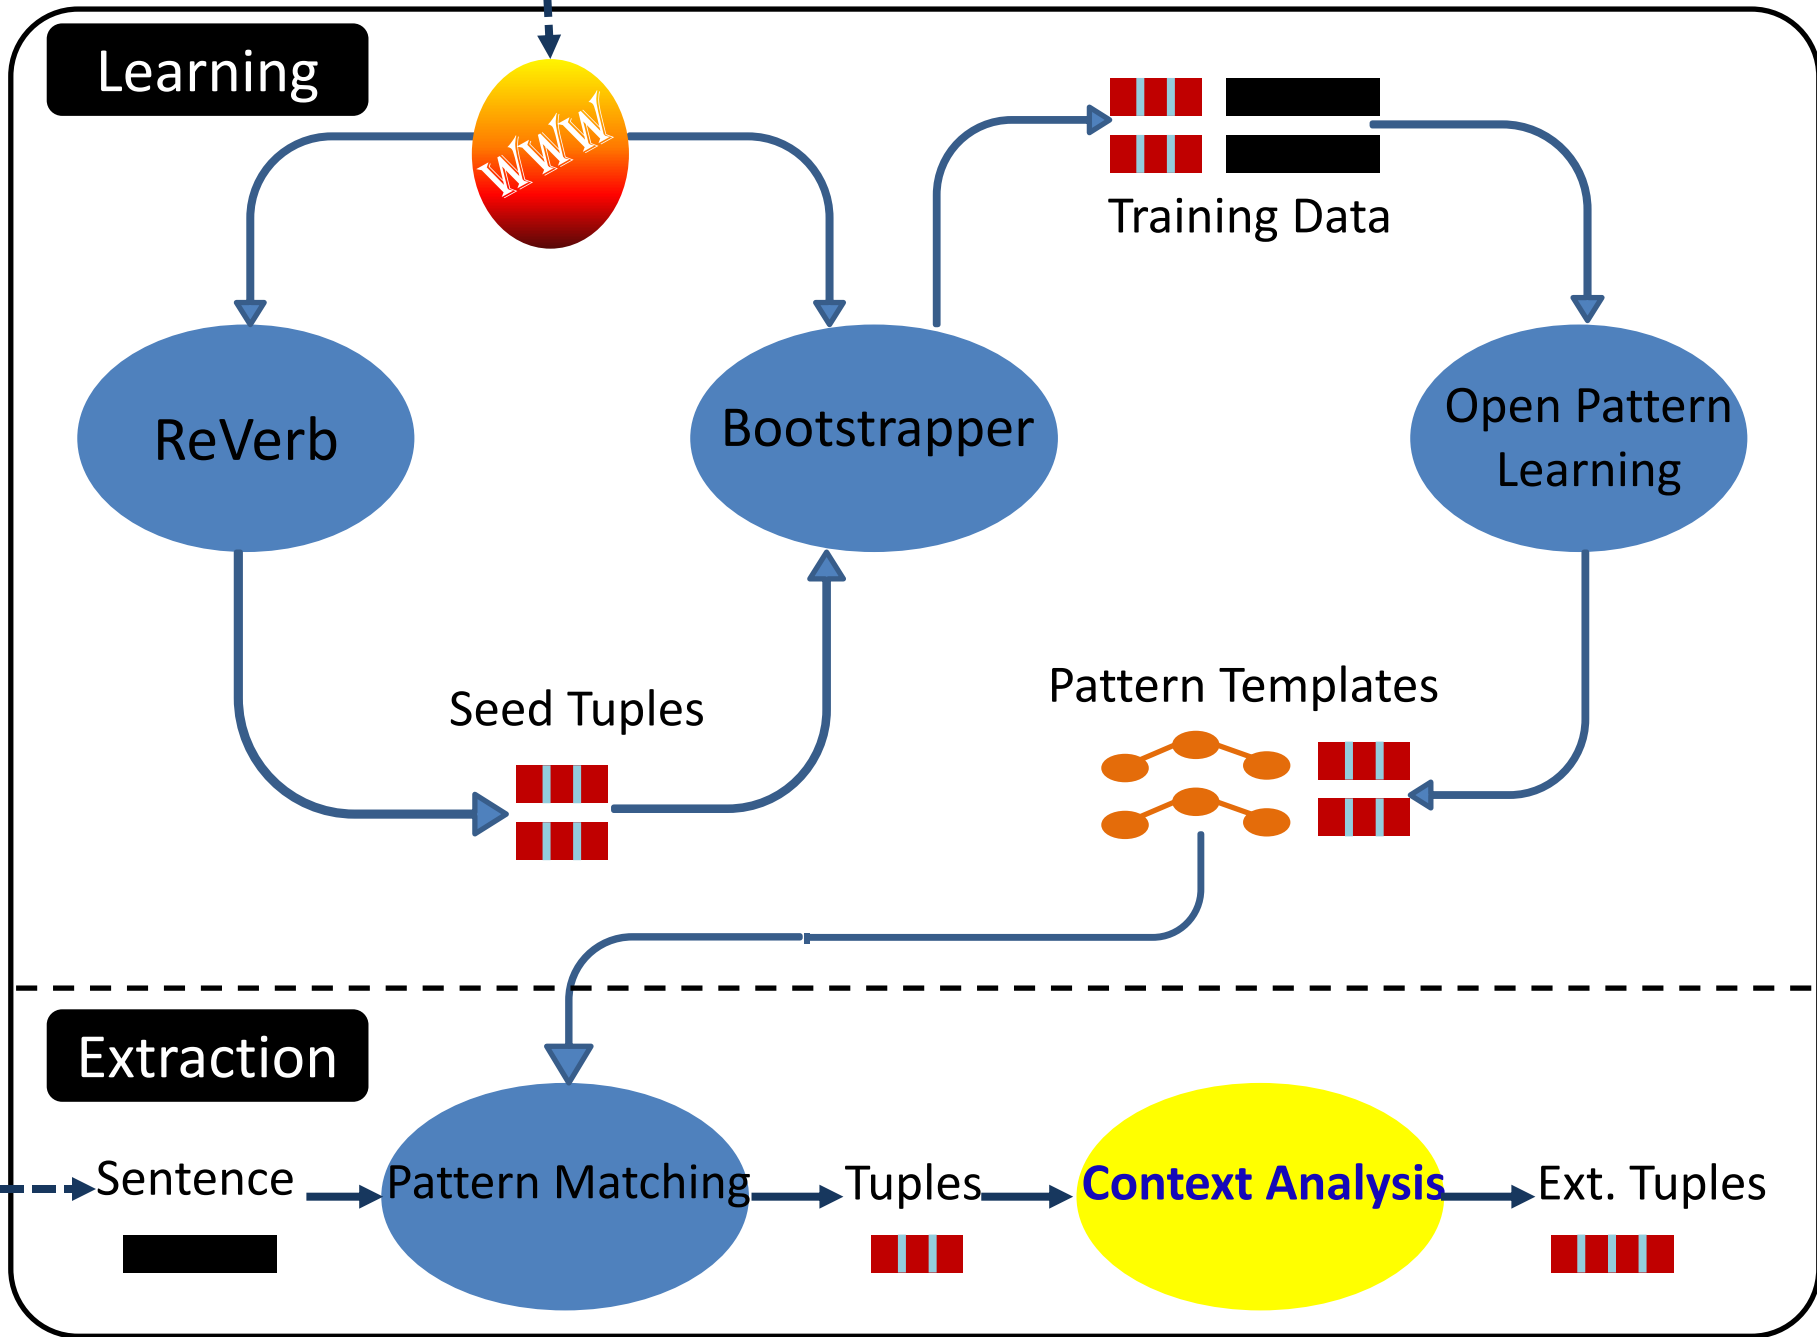 Learning
WWW
Training Data
ReVerb
Bootstrapper
Open Pattern
Learning
Seed Tuples
Pattern Templates
Extraction
Sentence
Pattern Matching
Tuples
Context Analysis
Ext. Tuples